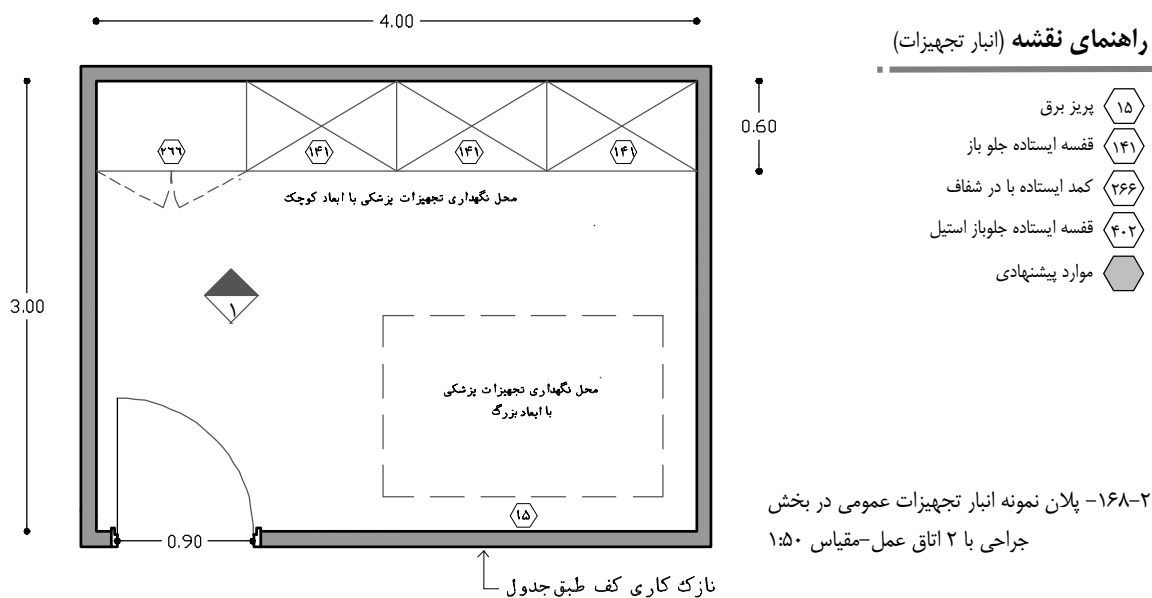 4.00
راهنمای نقشه (انبار تجهیزات)
۱۵ پریز برق
۱۴۱ قفسه ایستاده جلو باز
۲۶۶ کمد ایستاده با در شفاف
۴۰۲ قفسه ایستاده جلوباز استیل
موارد پیشنهادی
0.60
۱۴۱
۱۴۱
۱۴۱
۲۶۶
محل نگهداری تجهیزات پزشکی با ابعاد کوچک
3.00
۱
محل نگهداری تجهیزات پزشکی
با ابعاد بزرگ
۱۵
0.90
نازک کاری کف طبق جدول
۲-۱۶۸- پلان نمونه انبار تجهیزات عمومی در بخش
جراحی با ۲ اتاق عمل-مقیاس ۱:۵۰